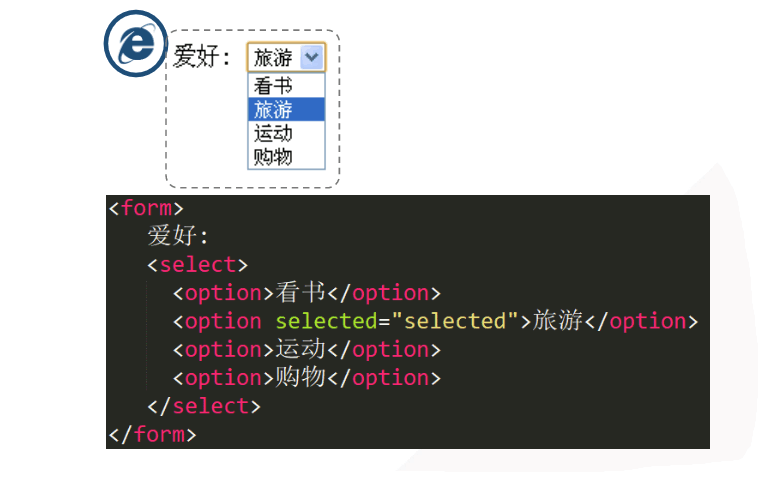 爱好: 旅游
看书
旅游
运动
购物
<form>
爱好:
<select>
<option>看书</option>
<option selected="selected">旅游</option>
<option>运动</option>
<option>购物</option>
</select>
</form>